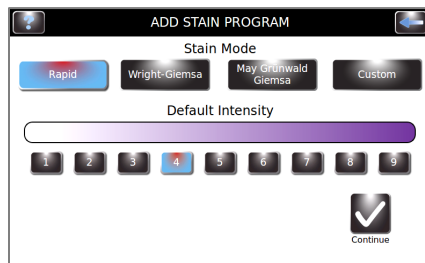 ?
ADD STAIN PROGRAM
Stain Mode
Rapid
Wright-Giemsa
May Grunwald
Giemsa
Custom
Default Intensity
1 2 3 4 5 6 7 8 9
Continue